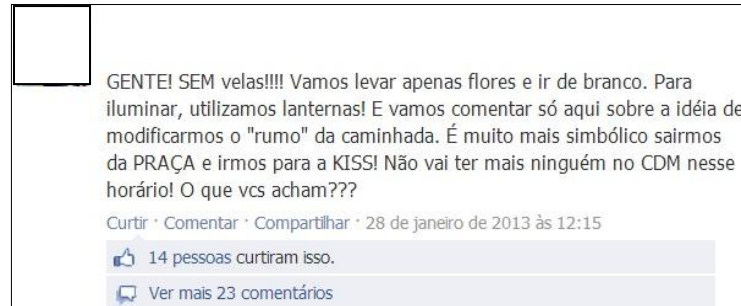 GENTE! SEM velas!!!! Vamos levar apenas flores e ir de branco. Para
iluminar, utilizamos lanternas! E vamos comentar só aqui sobre a idéia de
modificarmos o "rumo" da caminhada. É muito mais simbólico sairmos
da PRAÇA e irmos para a KISS! Não vai ter mais ninguém no CDM nesse
horário! O que vcs acham???
Curtir · Comentar · Compartilhar · 28 de janeiro de 2013 às 12:15
14 pessoas curtiram isso.
Ver mais 23 comentários